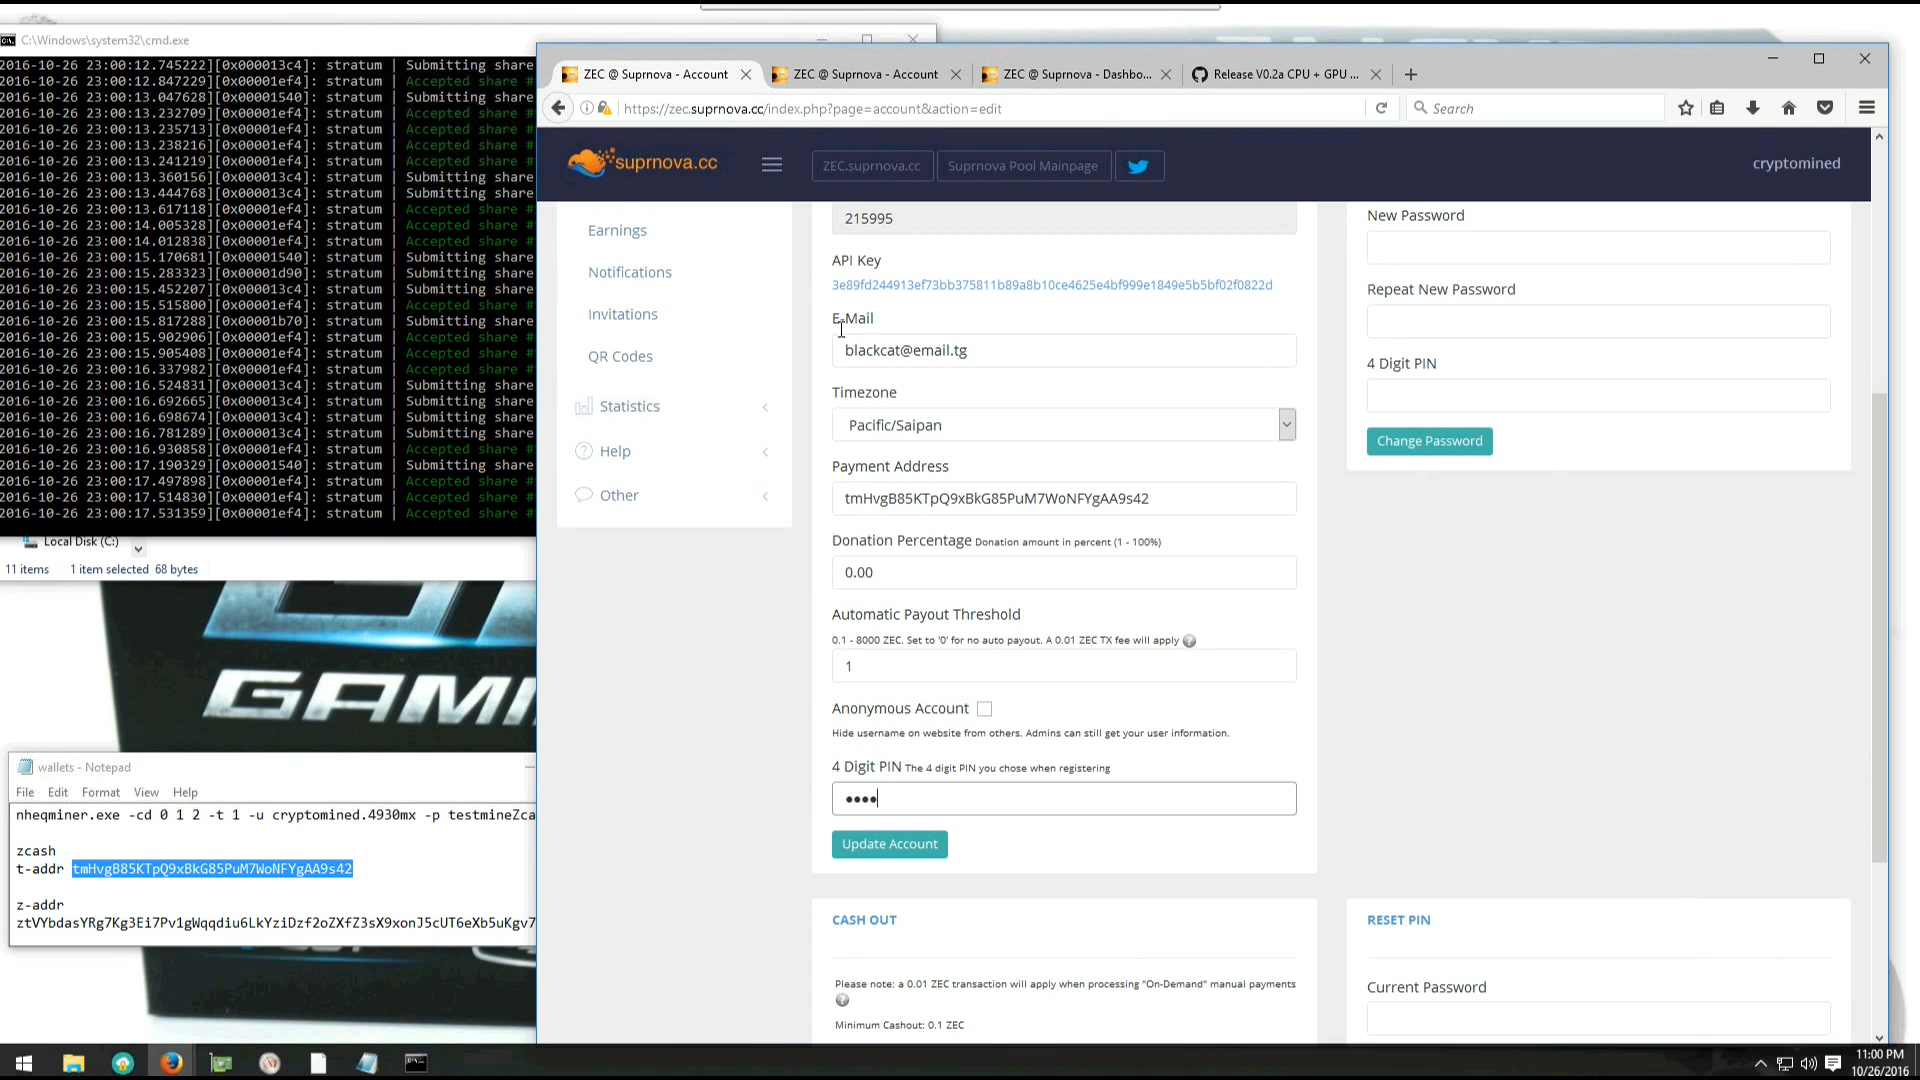 C:\Windows\system32\cmd.exe
2016-10-26 23:00:12.745222][0x000013c4]: stratum | Submitting share
2016-10-26 23:00:12.847229][0x00001ef4]: stratum | Accepted share #
2016-10-26 23:00:13.047628][0x00001540]: stratum | Submitting share
2016-10-26 23:00:13.232709][0x00001ef4]: stratum | Accepted share #
2016-10-26 23:00:13.235713][0x00001ef4]: stratum | Accepted share #
2016-10-26 23:00:13.238216][0x00001ef4]: stratum | Accepted share #
2016-10-26 23:00:13.241219][0x00001ef4]: stratum | Accepted share #
2016-10-26 23:00:13.360156][0x000013c4]: stratum | Submitting share
2016-10-26 23:00:13.444768][0x000013c4]: stratum | Submitting share
2016-10-26 23:00:13.617118][0x00001ef4]: stratum | Accepted share #
2016-10-26 23:00:14.005328][0x00001ef4]: stratum | Accepted share #
2016-10-26 23:00:14.012838][0x00001ef4]: stratum | Accepted share #
2016-10-26 23:00:15.170681][0x00001540]: stratum | Submitting share
2016-10-26 23:00:15.283323][0x00001d90]: stratum | Submitting share
2016-10-26 23:00:15.452207][0x000013c4]: stratum | Submitting share
2016-10-26 23:00:15.515800][0x00001ef4]: stratum | Accepted share #
2016-10-26 23:00:15.817288][0x00001b70]: stratum | Submitting share
2016-10-26 23:00:15.902906][0x00001ef4]: stratum | Accepted share #
2016-10-26 23:00:15.905408][0x00001ef4]: stratum | Accepted share #
2016-10-26 23:00:16.337982][0x00001ef4]: stratum | Accepted share #
2016-10-26 23:00:16.524831][0x000013c4]: stratum | Submitting share
2016-10-26 23:00:16.692665][0x000013c4]: stratum | Submitting share
2016-10-26 23:00:16.698674][0x000013c4]: stratum | Submitting share
2016-10-26 23:00:16.781289][0x000013c4]: stratum | Submitting share
2016-10-26 23:00:16.930858][0x00001ef4]: stratum | Accepted share #
2016-10-26 23:00:17.190329][0x00001540]: stratum | Submitting share
2016-10-26 23:00:17.497898][0x00001ef4]: stratum | Accepted share #
2016-10-26 23:00:17.514830][0x00001ef4]: stratum | Accepted share #
2016-10-26 23:00:17.531359][0x00001ef4]: stratum | Accepted share #
Local Disk (C:)
11 items 1 item selected 68 bytes
GAMI
wallets - Notepad
File Edit Format View Help
nheqminer.exe -cd 0 1 2 -t 1 -u cryptomined.4930mx -p testmineZca
zcash
t-addr tmHvgB85KTpQ9xBkG85PuM7WoNFYgAA9s42
z-addr
ztVYbdasYRg7Kg3Ei7Pv1gWqqdiu6LkYziDzf2oZXfZ3sX9xonJ5cUT6eXb5uKgv7
ZEC @ Suprnova - Account
ZEC @ Suprnova - Account
ZEC @ Suprnova - Dashbo...
Release V0.2a CPU + GPU ...
https://zec.suprnova.cc/index.php?page=account&action=edit
Search
suprnova.cc
ZEC.suprnova.cc
Suprnova Pool Mainpage
cryptomined
Earnings
Notifications
Invitations
QR Codes
Statistics
Help
Other
215995
API Key
3e89fd244913ef73bb375811b89a8b10ce4625e4bf999e1849e5b5bf02f0822d
E-Mail
blackcat@email.tg
Timezone
Pacific/Saipan
Payment Address
tmHvgB85KTpQ9xBkG85PuM7WoNFYgAA9s42
Donation Percentage Donation amount in percent (1 - 100%)
0.00
Automatic Payout Threshold
0.1 - 8000 ZEC. Set to '0' for no auto payout. A 0.01 ZEC TX fee will apply
1
Anonymous Account
Hide username on website from others. Admins can still get your user information.
4 Digit PIN The 4 digit PIN you chose when registering
Update Account
CASH OUT
Please note: a 0.01 ZEC transaction will apply when processing "On-Demand" manual payments
Minimum Cashout: 0.1 ZEC
New Password
Repeat New Password
4 Digit PIN
Change Password
RESET PIN
Current Password
11:00 PM
10/26/2016